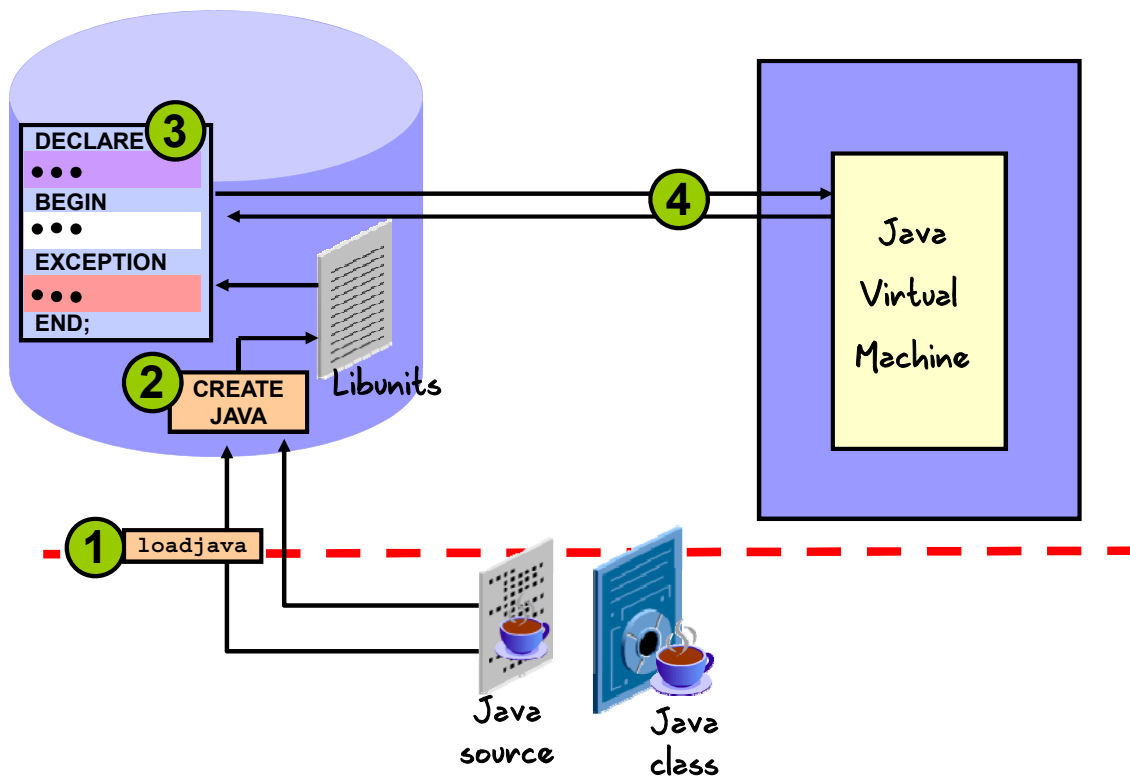 3
DECLARE
● ● ●
BEGIN
● ● ●
EXCEPTION
● ● ●
END;
4
Java
Virtual
Machine
Libunits
2
CREATE
JAVA
1
loadjava
Java
source
Java
class